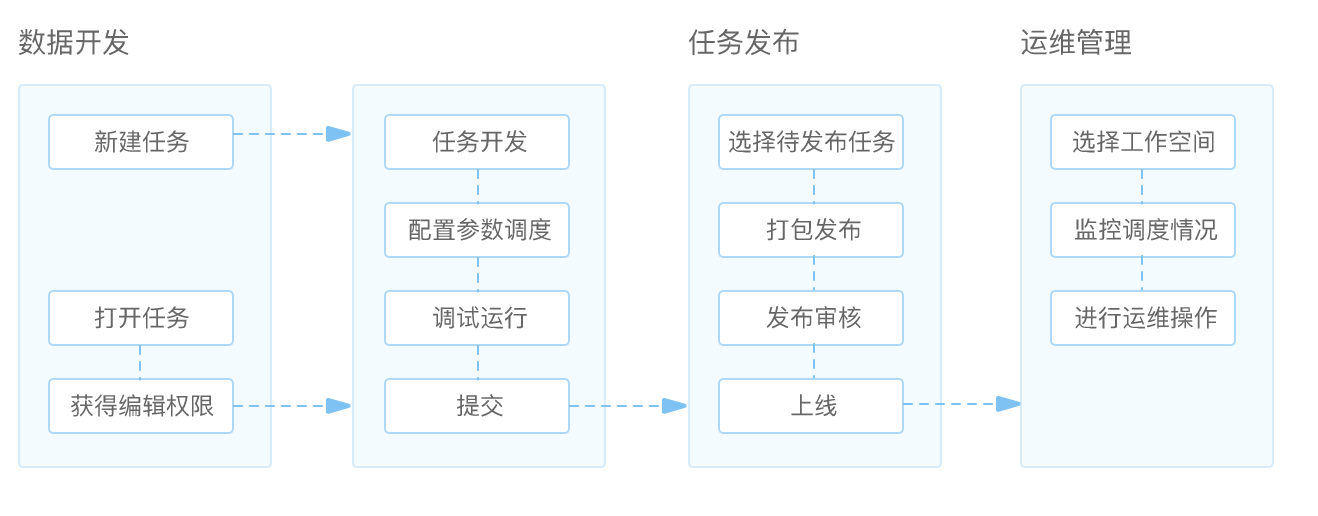 数据开发
新建任务
打开任务
获得编辑权限
任务开发
配置参数调度
调试运行
提交
任务发布
选择待发布任务
打包发布
发布审核
上线
运维管理
选择工作空间
监控调度情况
进行运维操作